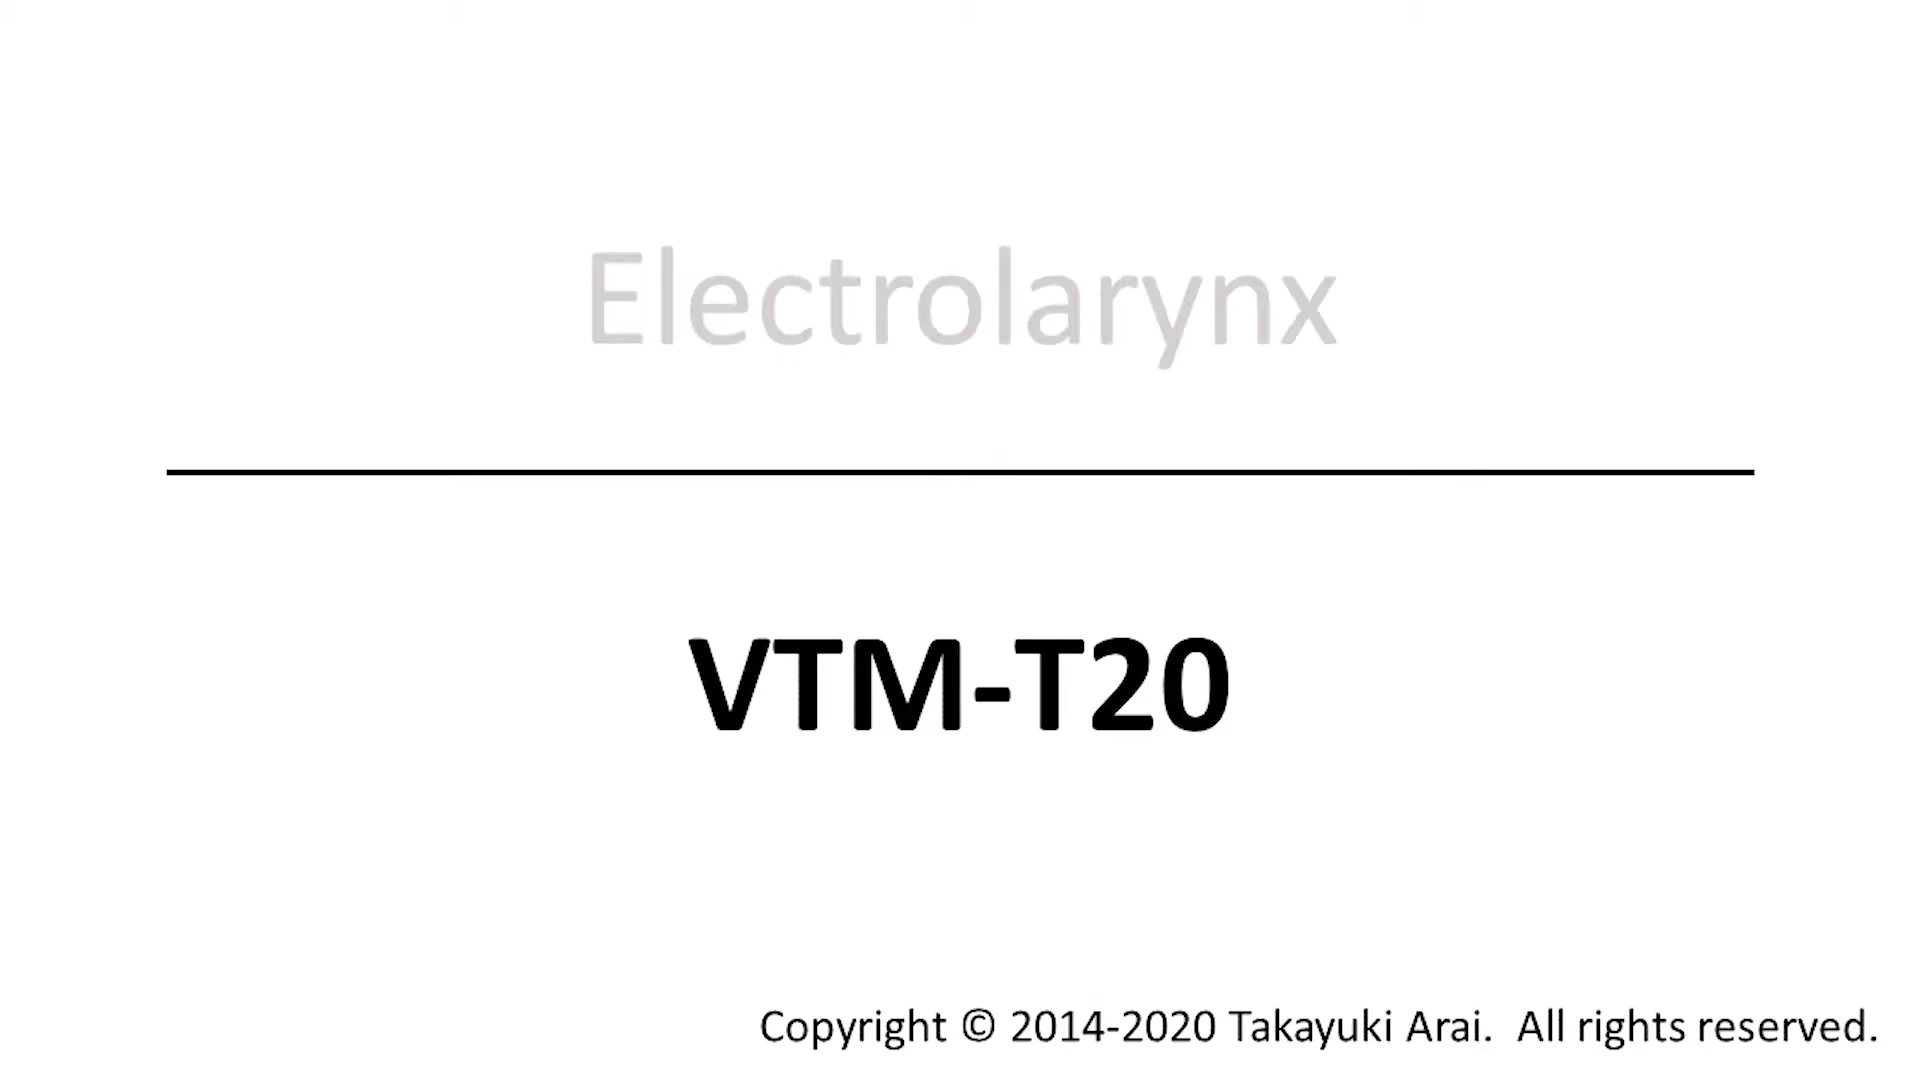 Electrolarynx
VTM-T20
Copyright © 2014-2020 Takayuki Arai.  All rights reserved.